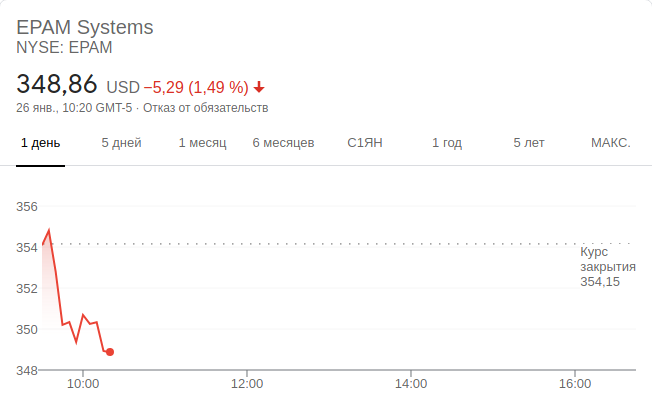 EPAM Systems
NYSE: EPAM
348,86 USD −5,29 (1,49 %)
26 янв., 10:20 GMT-5 · Отказ от обязательств
1 день 5 дней 1 месяц 6 месяцев С1ЯН 1 год 5 лет МАКС.
356
354
352
350
348
Курс
закрытия
354,15
10:00 12:00 14:00 16:00